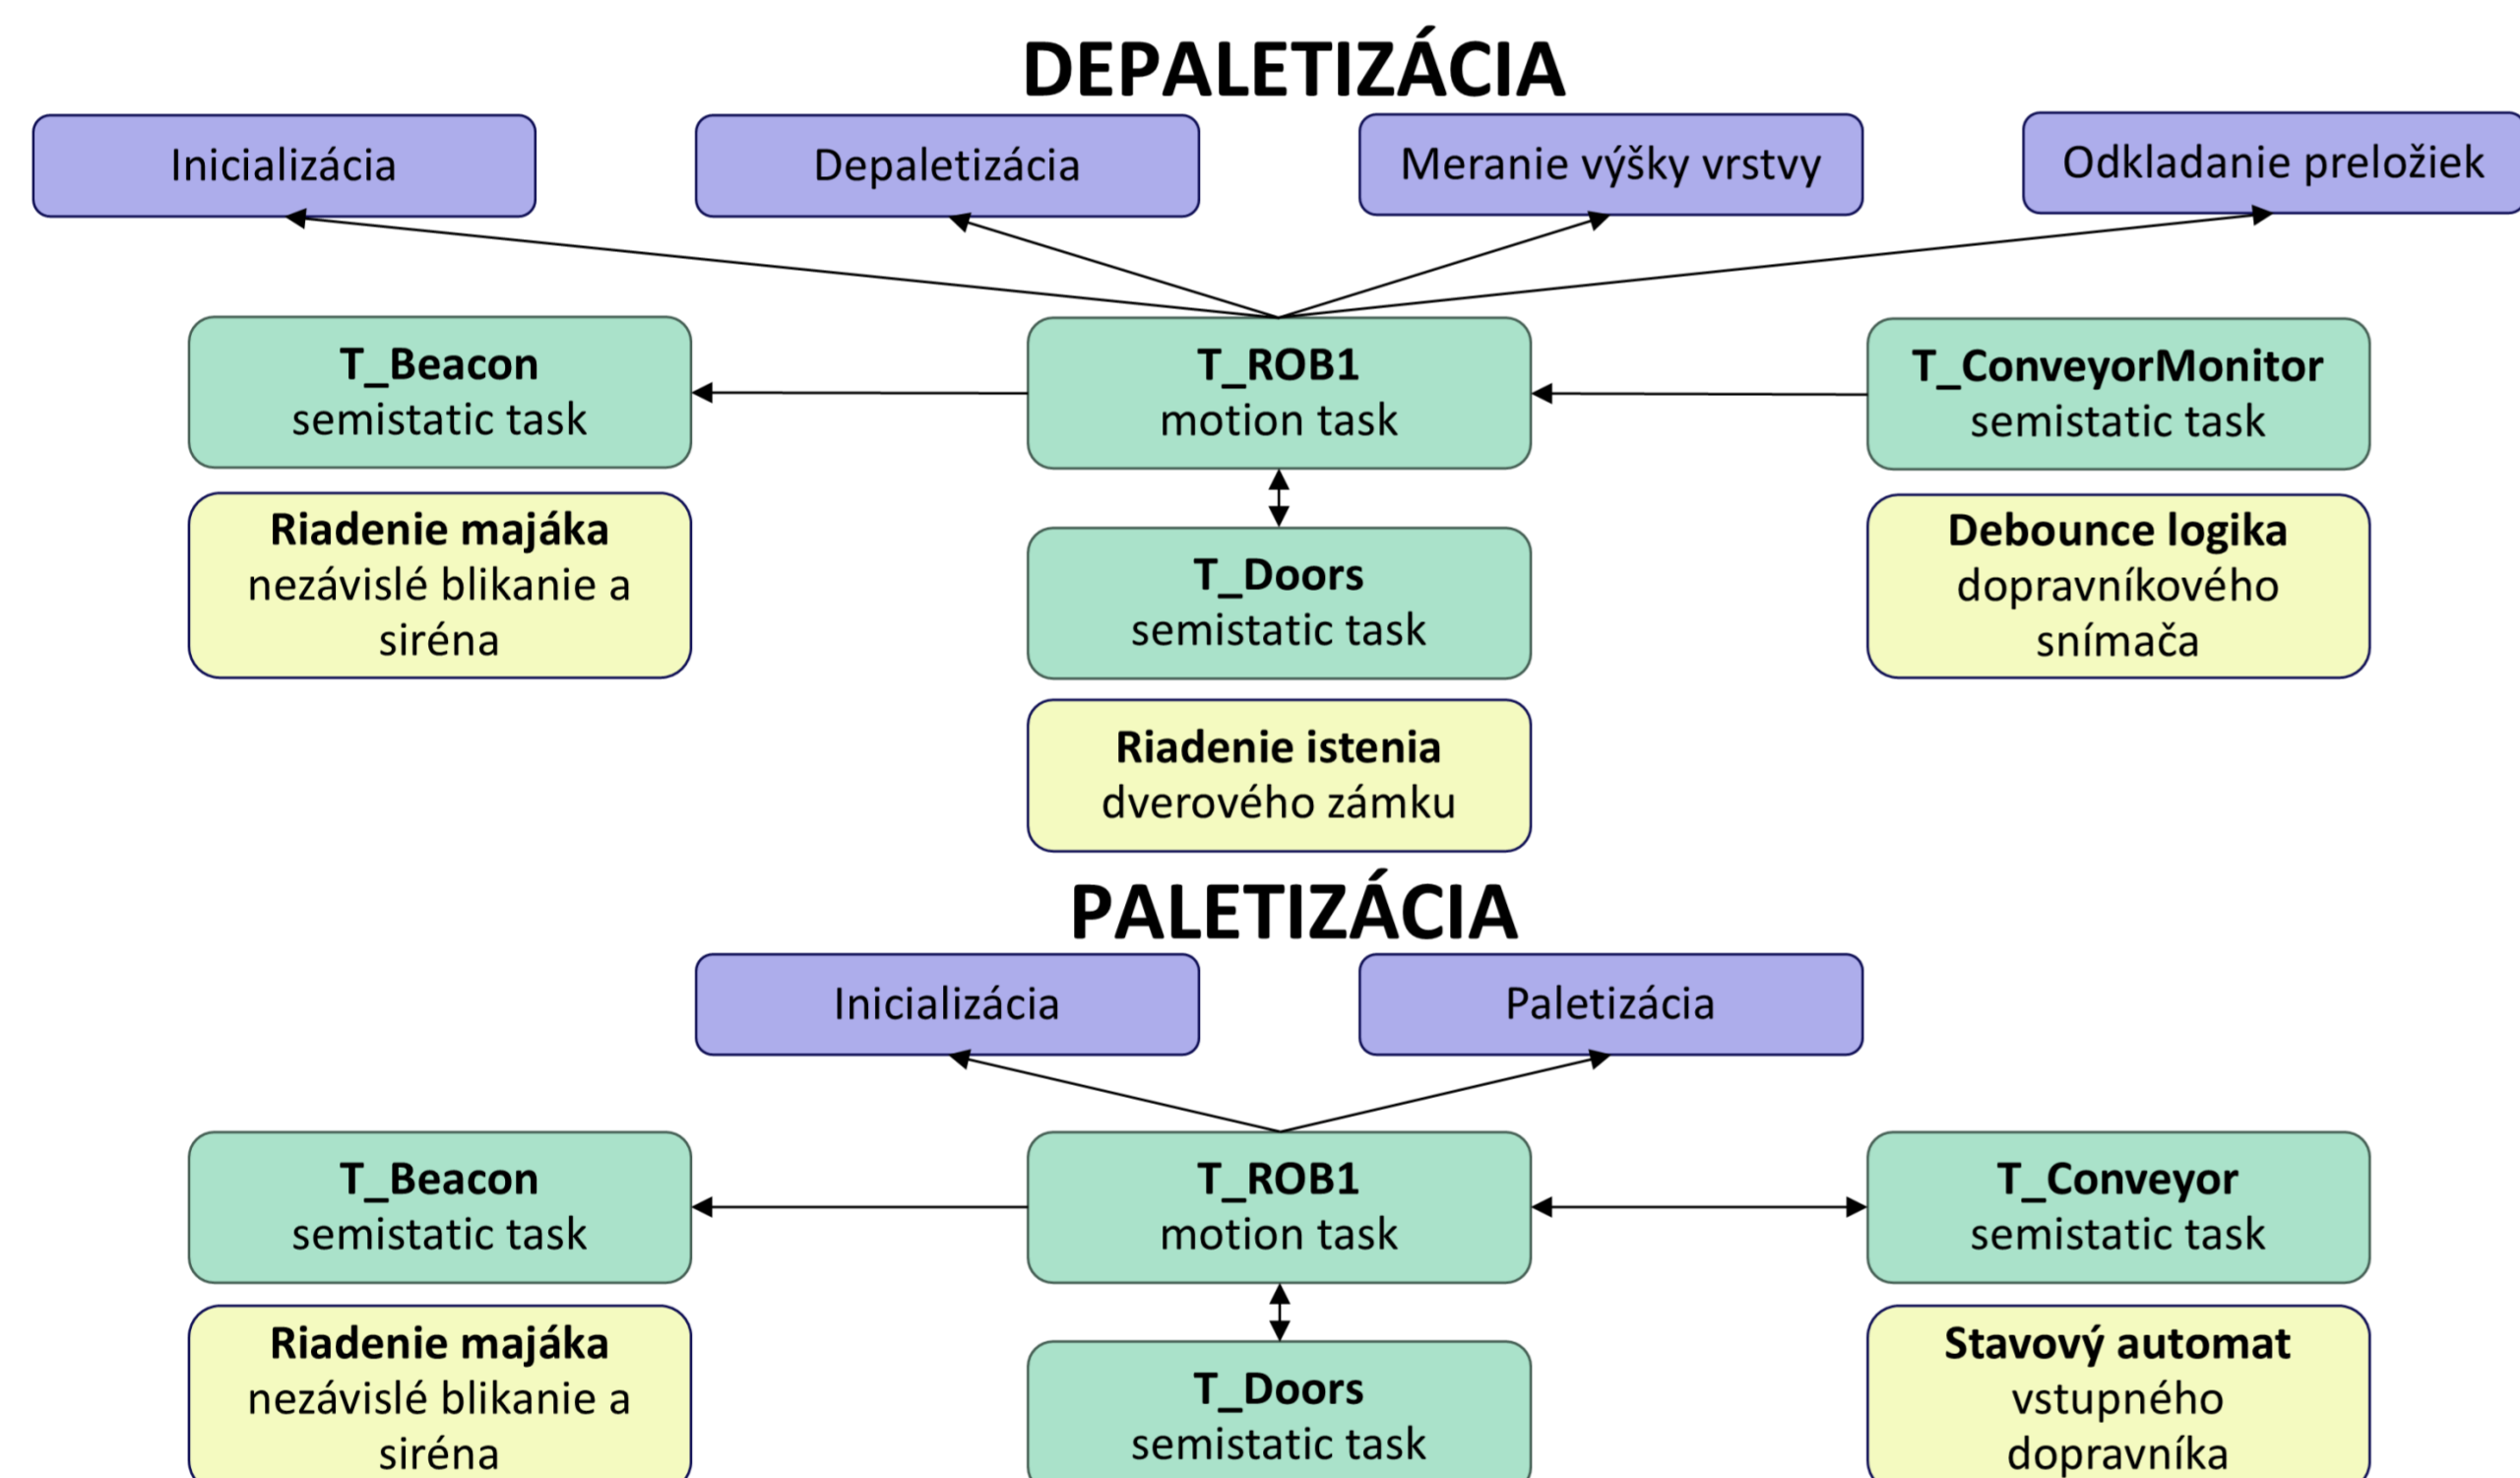 DEPALETIZÁCIA
Inicializácia
Depaletizácia
Meranie výšky vrstvy
Odkladanie preložiek
T_Beacon
semistatic task
T_ROB1
motion task
T_ConveyorMonitor
semistatic task
Riadenie majáka
nezávislé blikanie a
siréna
T_Doors
semistatic task
Debounce logika
dopravníkového
snímača
Riadenie istenia
dverového zámku
PALETIZÁCIA
Inicializácia
Paletizácia
T_Beacon
semistatic task
T_ROB1
motion task
T_Conveyor
semistatic task
Riadenie majáka
nezávislé blikanie a
siréna
T_Doors
semistatic task
Stavový automat
vstupného
dopravníka